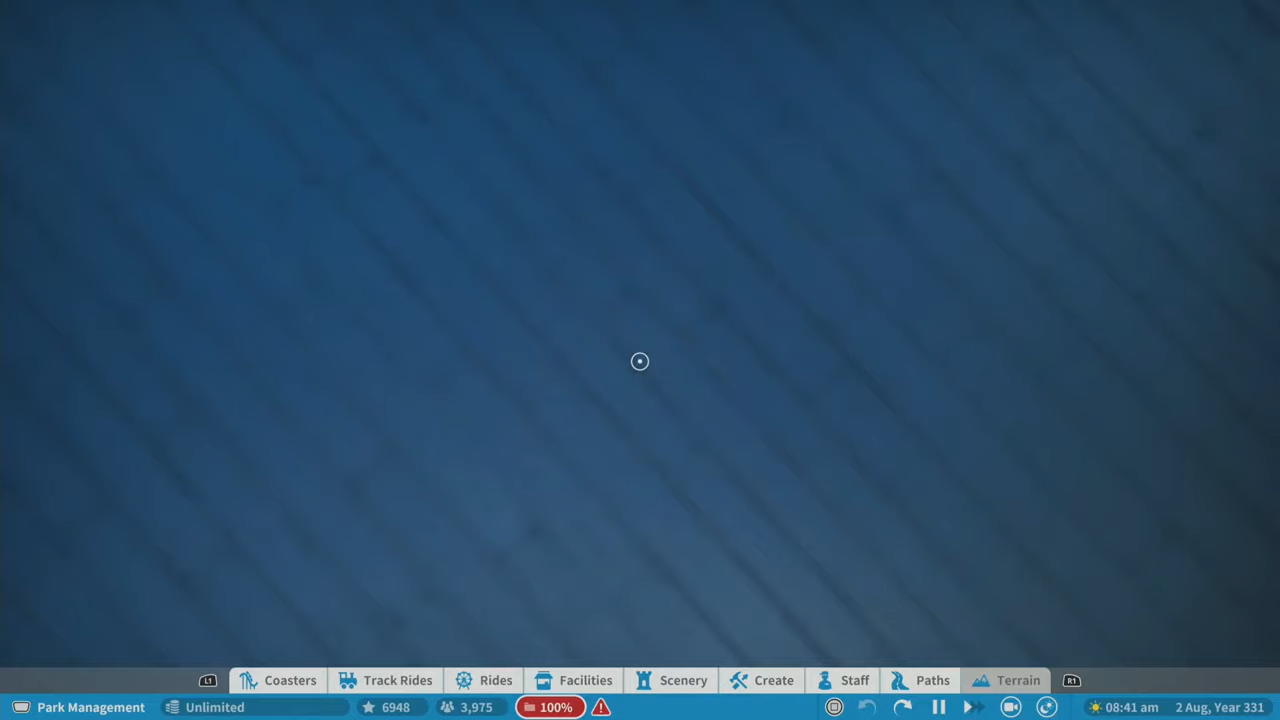 L1 Coasters Track Rides Rides Facilities Scenery Create Staff Paths Terrain R1
Park Management Unlimited 6948 3,975 100% 08:41 am 2 Aug, Year 331